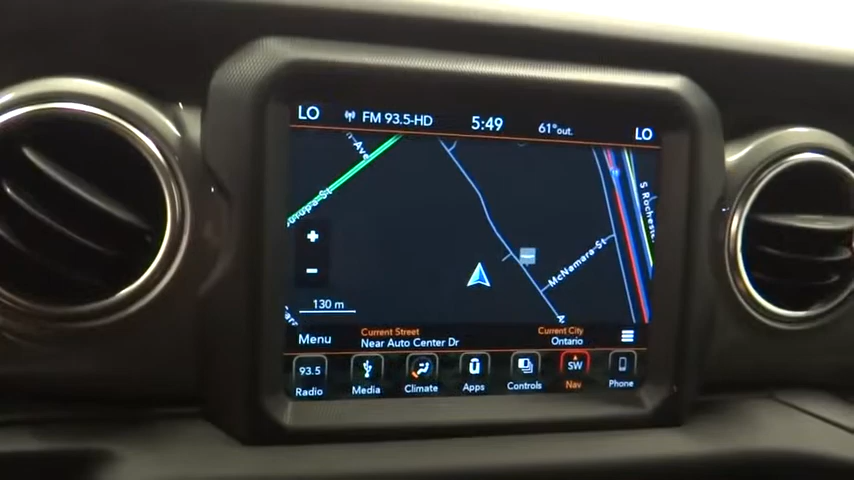 LO FM 93.5-HD 5:49 61°out. LO
S Roche
McNamara St
130 m
Menu
Current Street
Near Auto Center Dr
Current City
Ontario
93.5
Radio
Media
Climate
Apps
Controls
SW
Nav
Phone